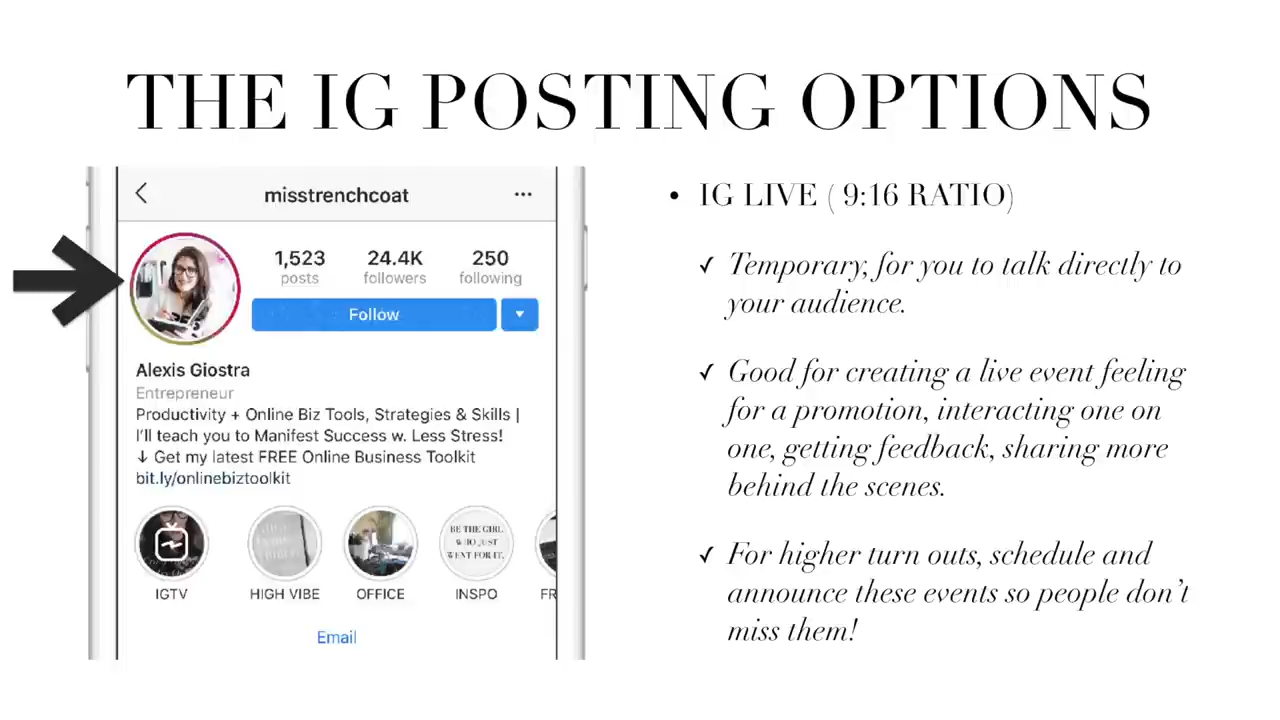 THE IG POSTING OPTIONS
misstrenchcoat
1,523 24.4K 250
posts followers following
Follow
Alexis Giostra
Entrepreneur
Productivity + Online Biz Tools, Strategies & Skills |
I'll teach you to Manifest Success w. Less Stress!
↓ Get my latest FREE Online Business Toolkit
bit.ly/onlinebiztoolkit
BE THE GIRL
WHO JUST
WENT FOR IT.
IGTV HIGH VIBE OFFICE INSPO FR
Email
• IG LIVE ( 9:16 RATIO)
✓ Temporary, for you to talk directly to
your audience.
✓ Good for creating a live event feeling
for a promotion, interacting one on
one, getting feedback, sharing more
behind the scenes.
✓ For higher turn outs, schedule and
announce these events so people don't
miss them!